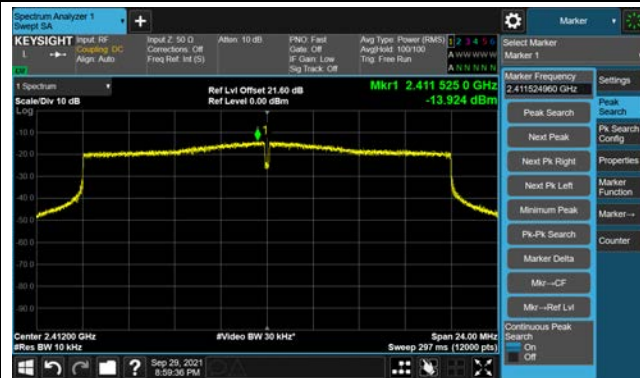 Spectrum Analyzer 1
Swept SA
Marker
KEYSIGHT
Input: RF
Coupling: DC
Align: Auto
Input Z: 50 Ω
Corrections: Off
Freq Ref: Int (S)
Atten: 10 dB
PNO: Fast
Gate: Off
IF Gain: Low
Sig Track: Off
Avg Type: Power (RMS)
Avg|Hold: 100/100
Trig: Free Run
1 2 3 4 5 6
A W W W W W
A N N N N N
Select Marker
Marker 1
1 Spectrum
Scale/Div 10 dB
Log
Ref Lvl Offset 21.60 dB
Ref Level 0.00 dBm
Mkr1 2.411 525 0 GHz
-13.924 dBm
1
-10.0
-20.0
-30.0
-40.0
-50.0
-60.0
-70.0
-80.0
-90.0
Center 2.41200 GHz
#Res BW 10 kHz
#Video BW 30 kHz*
Span 24.00 MHz
Sweep 297 ms (12000 pts)
Marker Frequency
2.411524960 GHz
Peak Search
Next Peak
Next Pk Right
Next Pk Left
Minimum Peak
Pk-Pk Search
Marker Delta
Mkr→CF
Mkr→Ref Lvl
Continuous Peak
Search
On
Off
Settings
Peak
Search
Pk Search
Config
Properties
Marker
Function
Marker→
Counter
?
Sep 29, 2021
8:59:36 PM